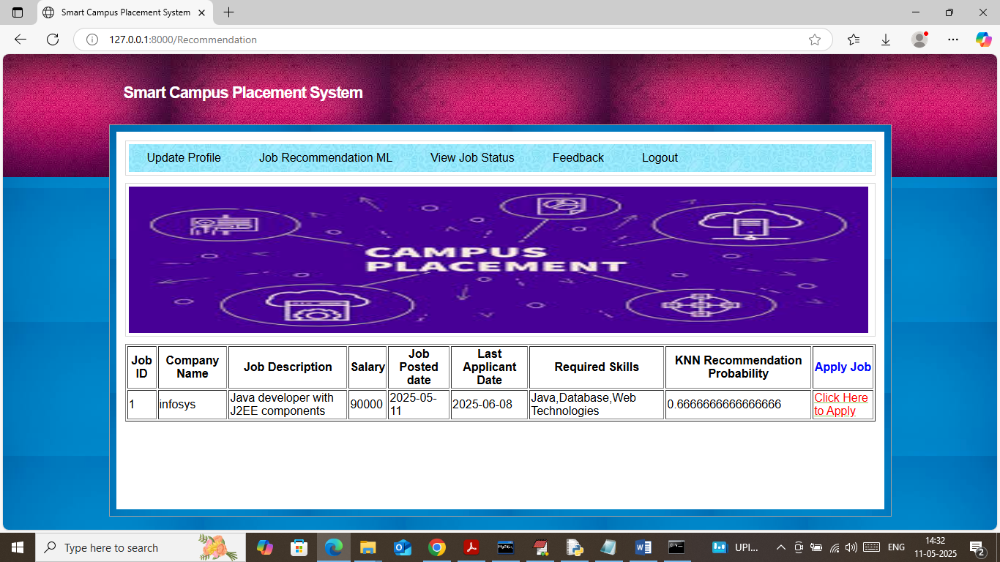 Smart Campus Placement System
127.0.0.1:8000/Recommendation
Smart Campus Placement System
Update Profile Job Recommendation ML View Job Status Feedback Logout
CAMPUS
PLACEMENT
Job ID Company Name Job Description Salary Job Posted date Last Applicant Date Required Skills KNN Recommendation Probability Apply Job
1 infosys Java developer with J2EE components 90000 2025-05-11 2025-06-08 Java,Database,Web Technologies 0.6666666666666666 Click Here to Apply
Type here to search
UPI...
ENG
14:32
11-05-2025
2